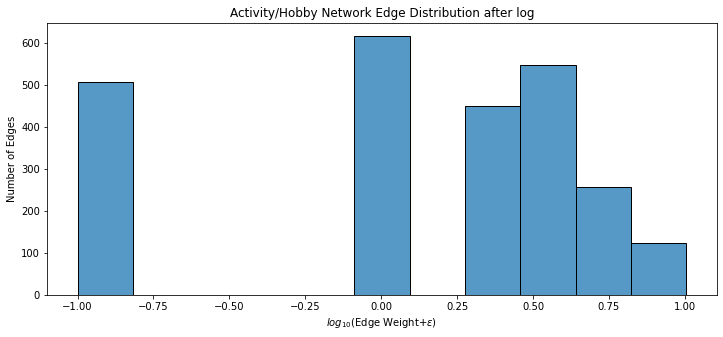 Activity/Hobby Network Edge Distribution after log
Number of Edges
600
500
400
300
200
100
0
−1.00 −0.75 −0.50 −0.25 0.00 0.25 0.50 0.75 1.00
log₁₀(Edge Weight+ε)